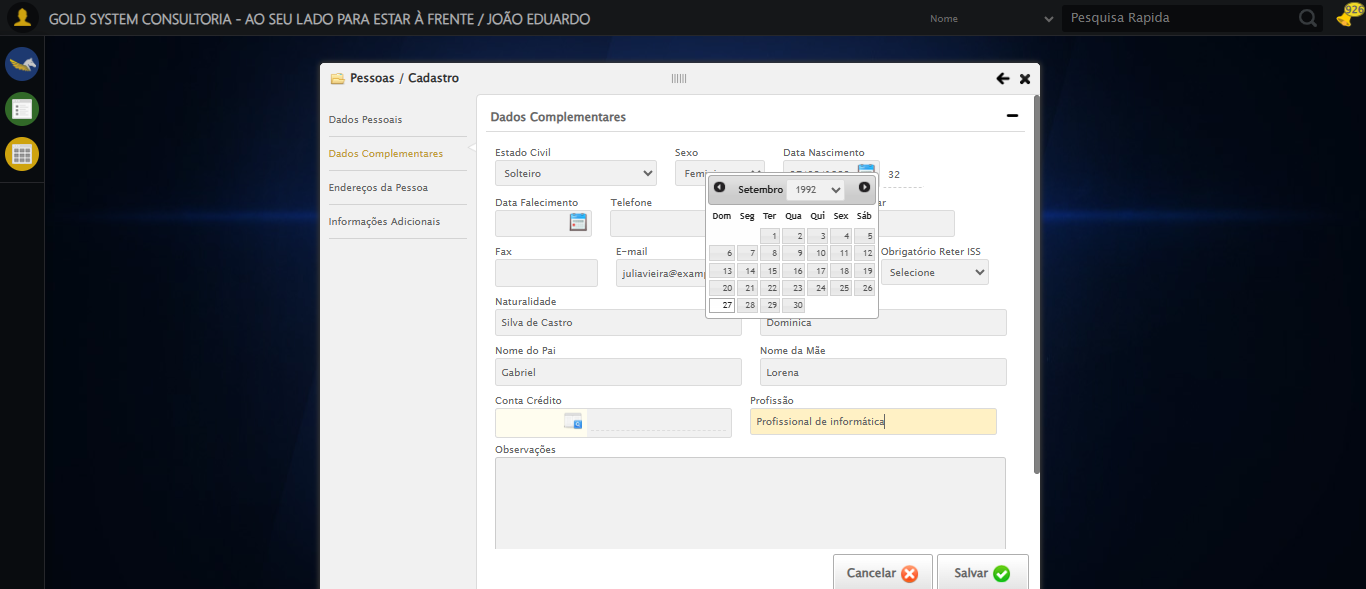 GOLD SYSTEM CONSULTORIA - AO SEU LADO PARA ESTAR À FRENTE / JOÃO EDUARDO
Nome
Pesquisa Rapida
926
Pessoas / Cadastro
Dados Pessoais
Dados Complementares
Endereços da Pessoa
Informações Adicionais
Dados Complementares
Estado Civil
Sexo
Data Nascimento
Solteiro
32
Setembro 1992
Data Falecimento
Telefone
Dom Seg Ter Qua Qui Sex Sáb
1 2 3 4 5
6 7 8 9 10 11 12
13 14 15 16 17 18 19
20 21 22 23 24 25 26
27 28 29 30
Fax
E-mail
Obrigatório Reter ISS
juliavieira@examp
Selecione
Naturalidade
Silva de Castro
Dominica
Nome do Pai
Nome da Mãe
Gabriel
Lorena
Conta Crédito
Profissão
Profissional de informática
Observações
Cancelar
Salvar